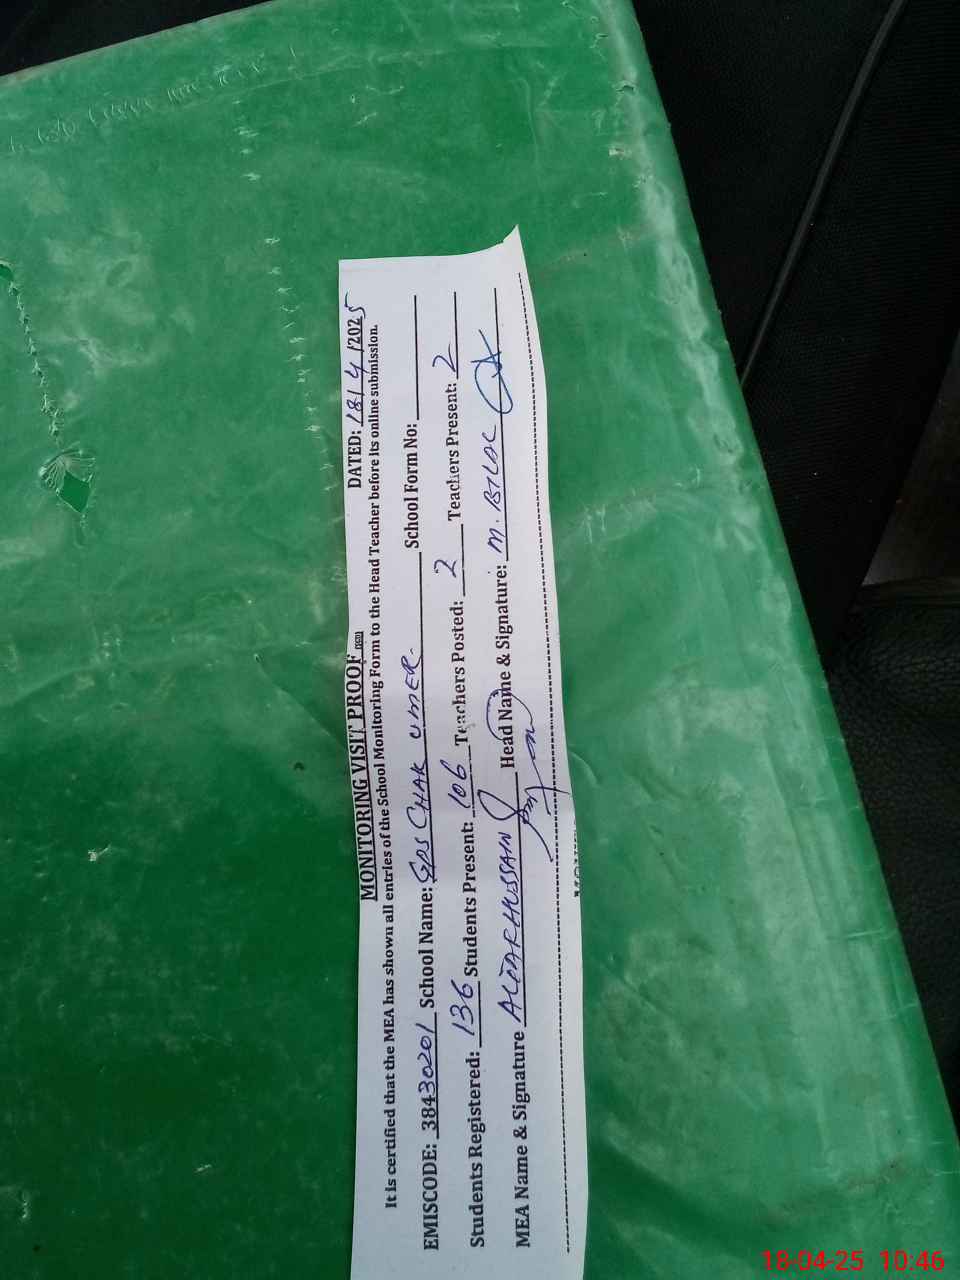 MONITORING VISIT PROOF DATED: 18/4/2025
It is certified that the MEA has shown all entries of the School Monitoring Form to the Head Teacher before its online submission.
EMISCODE: 38430201 School Name: GPS CHAK UMER. School Form No:
Students Registered: 136 Students Present: 106 Teachers Posted: 2 Teachers Present: 2
MEA Name & Signature ALTAR HUSSAIN Head Name & Signature: M. BILAL
18-04-25 10:46